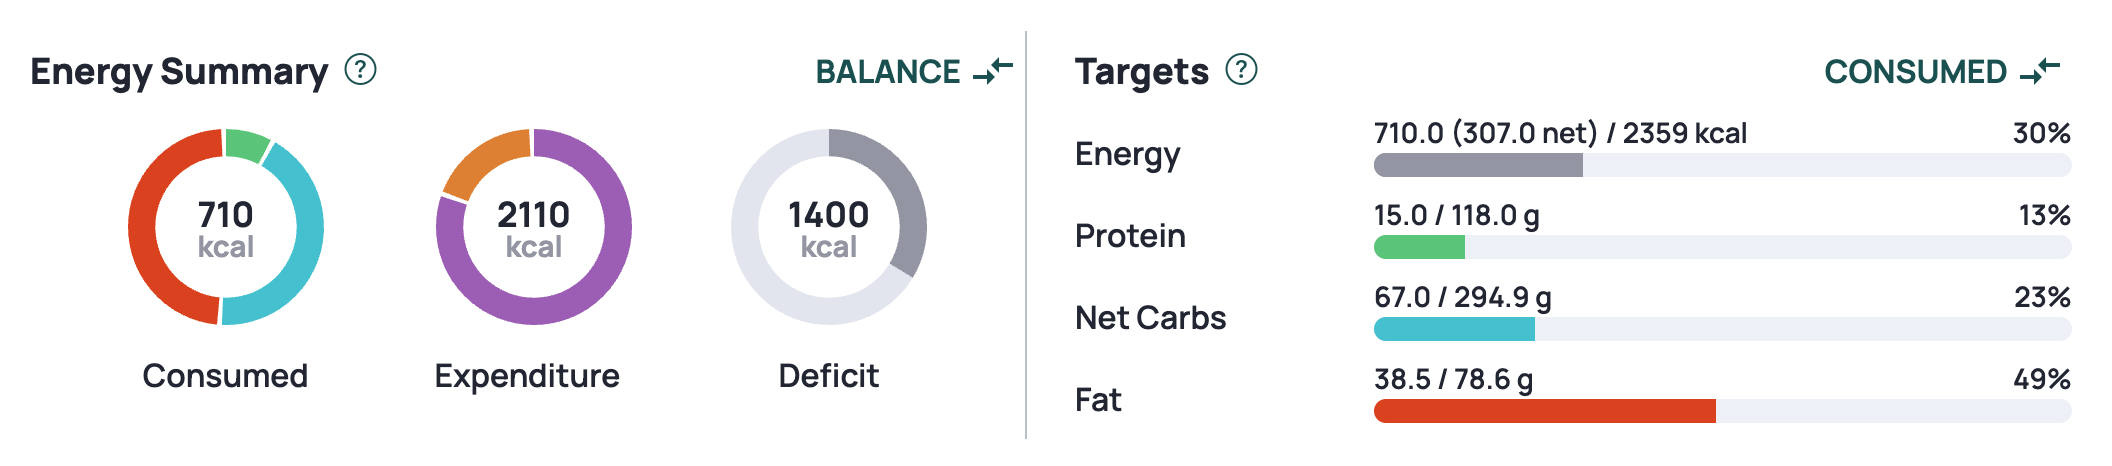 Energy Summary ?
BALANCE
710
kcal
Consumed
2110
kcal
Expenditure
1400
kcal
Deficit
Targets ?
CONSUMED
Energy
710.0 (307.0 net) / 2359 kcal
30%
Protein
15.0 / 118.0 g
13%
Net Carbs
67.0 / 294.9 g
23%
Fat
38.5 / 78.6 g
49%